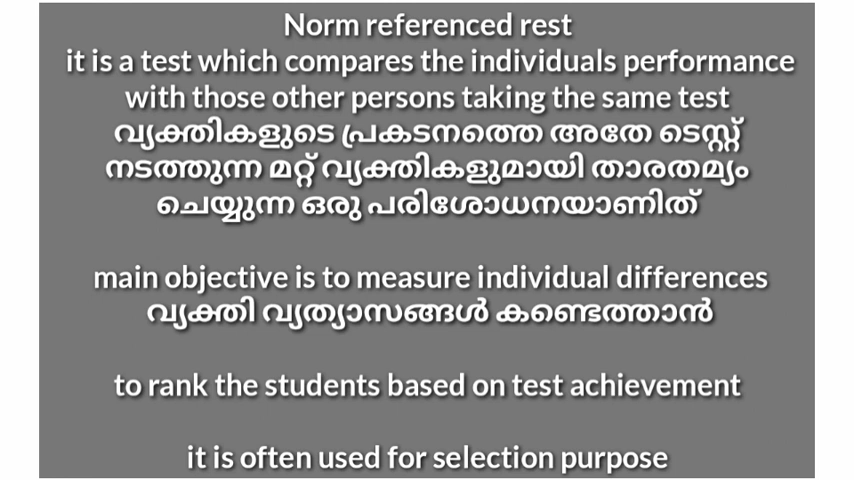 Norm referenced rest
it is a test which compares the individuals performance
with those other persons taking the same test
വ്യക്തികളുടെ പ്രകടനത്തെ അതേ ടെസ്റ്റ്
നടത്തുന്ന മറ്റ് വ്യക്തികളുമായി താരതമ്യം
ചെയ്യുന്ന ഒരു പരിശോധനയാണിത്
main objective is to measure individual differences
വ്യക്തി വ്യത്യാസങ്ങൾ കണ്ടെത്താൻ
to rank the students based on test achievement
it is often used for selection purpose